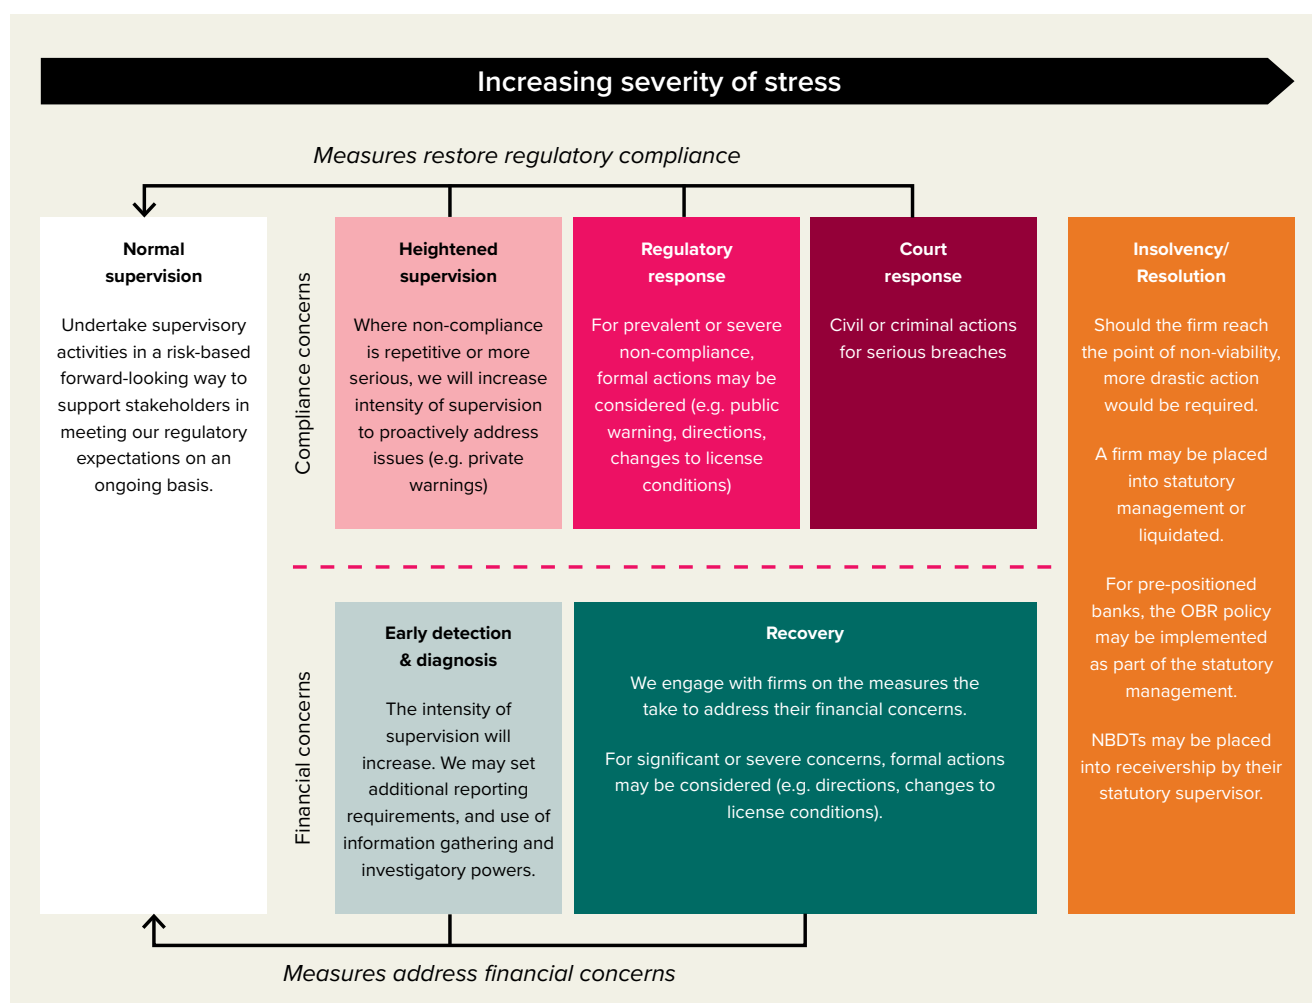 Increasing severity of stress
Measures restore regulatory compliance
Normal
supervision
Undertake supervisory
activities in a risk-based
forward-looking way to
support stakeholders in
meeting our regulatory
expectations on an
ongoing basis.
Compliance concerns
Heightened
supervision
Where non-compliance
is repetitive or more
serious, we will increase
intensity of supervision
to proactively address
issues (e.g. private
warnings)
Regulatory
response
For prevalent or severe
non-compliance,
formal actions may be
considered (e.g. public
warning, directions,
changes to license
conditions)
Court
response
Civil or criminal actions
for serious breaches
Financial concerns
Early detection
& diagnosis
The intensity of
supervision will
increase. We may set
additional reporting
requirements, and use of
information gathering and
investigatory powers.
Recovery
We engage with firms on the measures the
take to address their financial concerns.
For significant or severe concerns, formal actions
may be considered (e.g. directions, changes to
license conditions).
Insolvency/
Resolution
Should the firm reach
the point of non-viability,
more drastic action
would be required.
A firm may be placed
into statutory
management or
liquidated.
For pre-positioned
banks, the OBR policy
may be implemented
as part of the statutory
management.
NBDTs may be placed
into receivership by their
statutory supervisor.
Measures address financial concerns